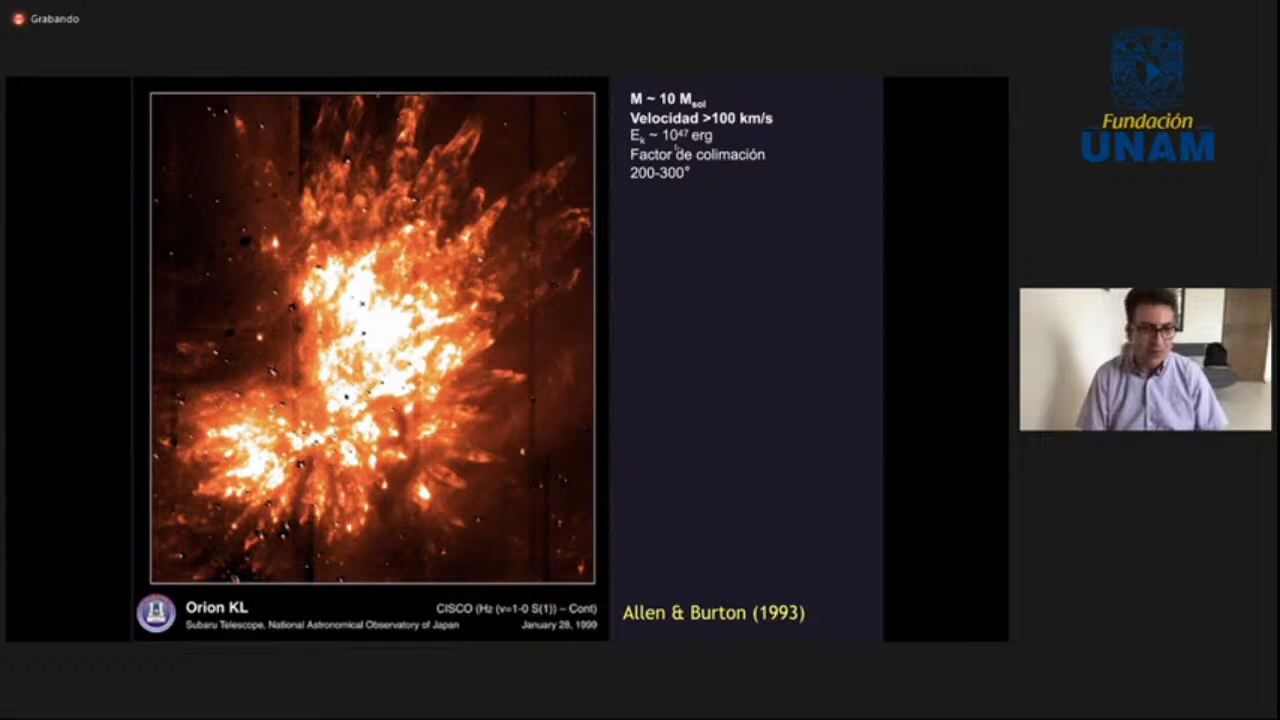 Grabando
Fundación
UNAM
M ~ 10 Msol
Velocidad >100 km/s
Ek ~ 10⁴⁷ erg
Factor de colimación
200-300°
Orion KL
CISCO (H2 (v=1-0 S(1)) – Cont)
Subaru Telescope, National Astronomical Observatory of Japan
January 28, 1999
Allen & Burton (1993)